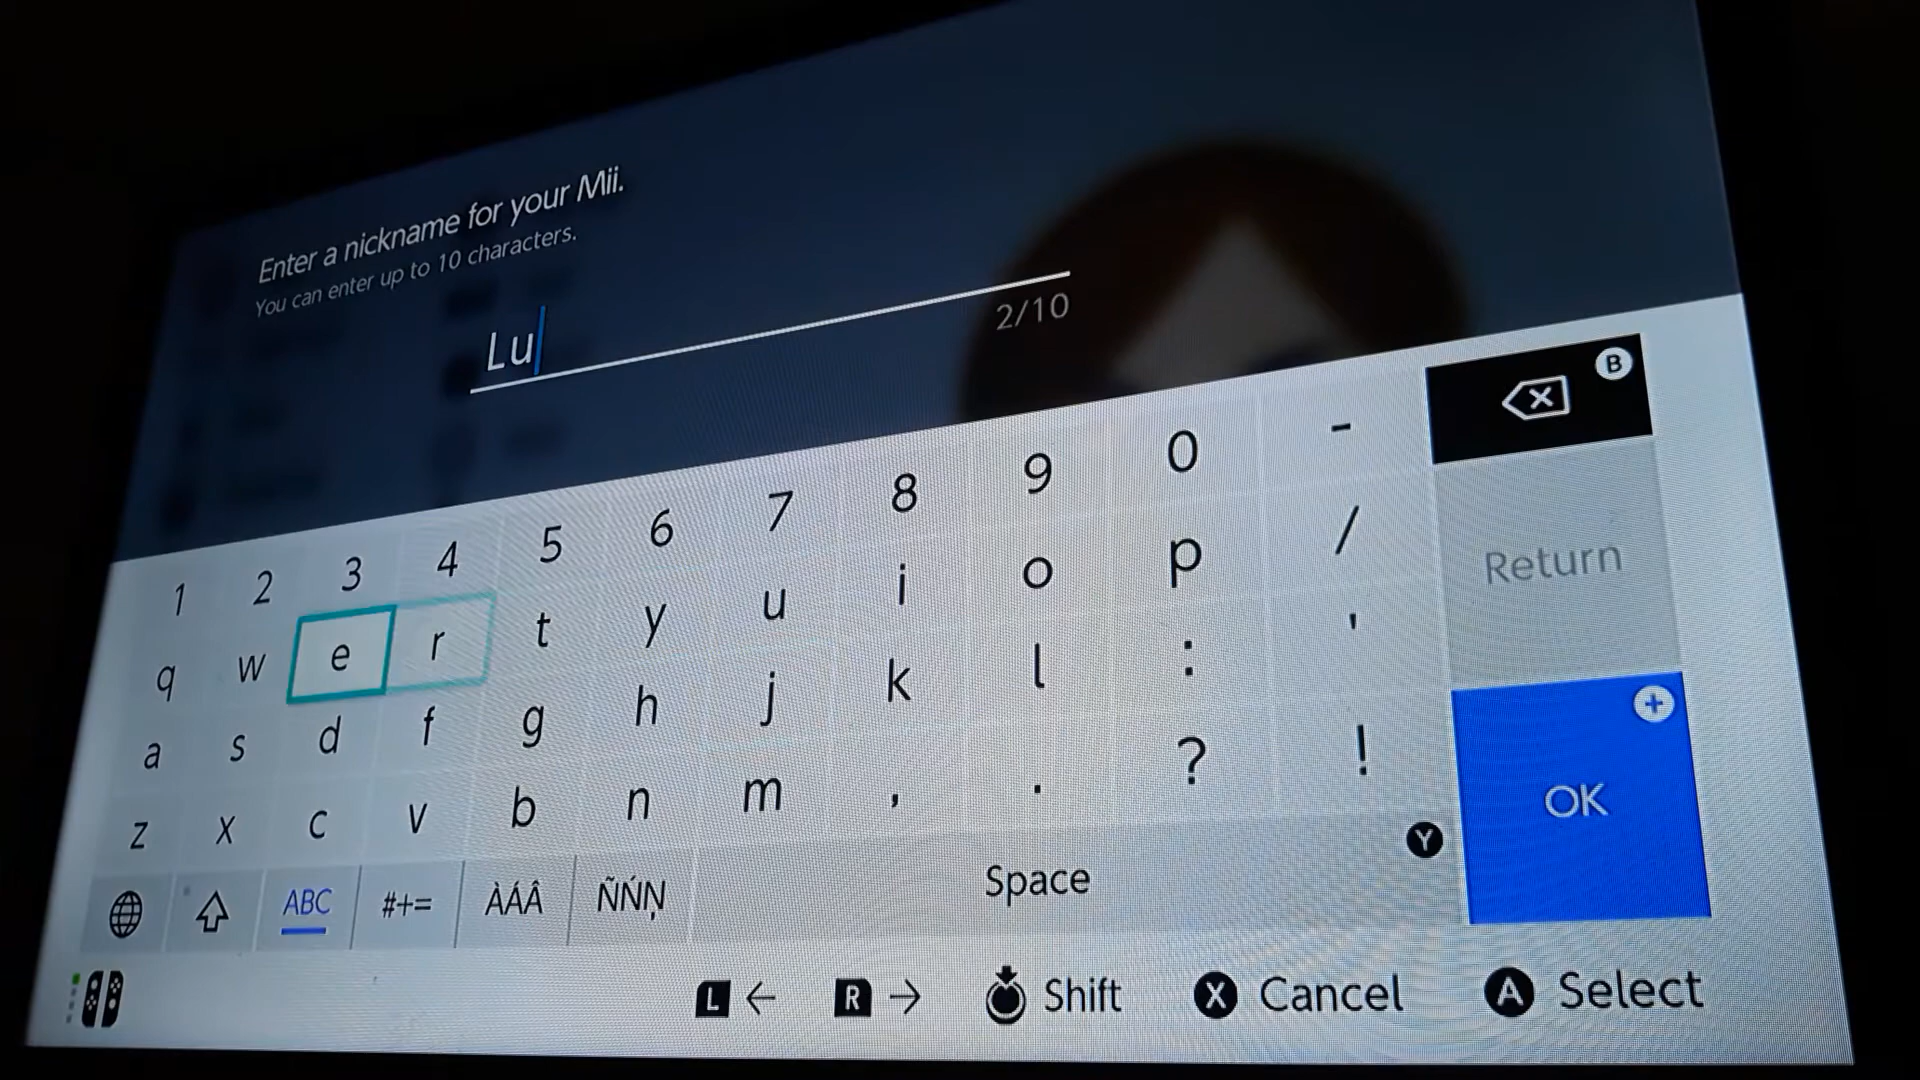 Enter a nickname for your Mii.
You can enter up to 10 characters.
Lu
2/10
1 2 3 4 5 6 7 8 9 0 - B
q w e r t y u i o p / Return
a s d f g h j k l : '
z x c v b n m , . ? ! + OK
ABC #+= ÀÁÂ ÑŃŅ Space Y
L ← R → Shift X Cancel A Select